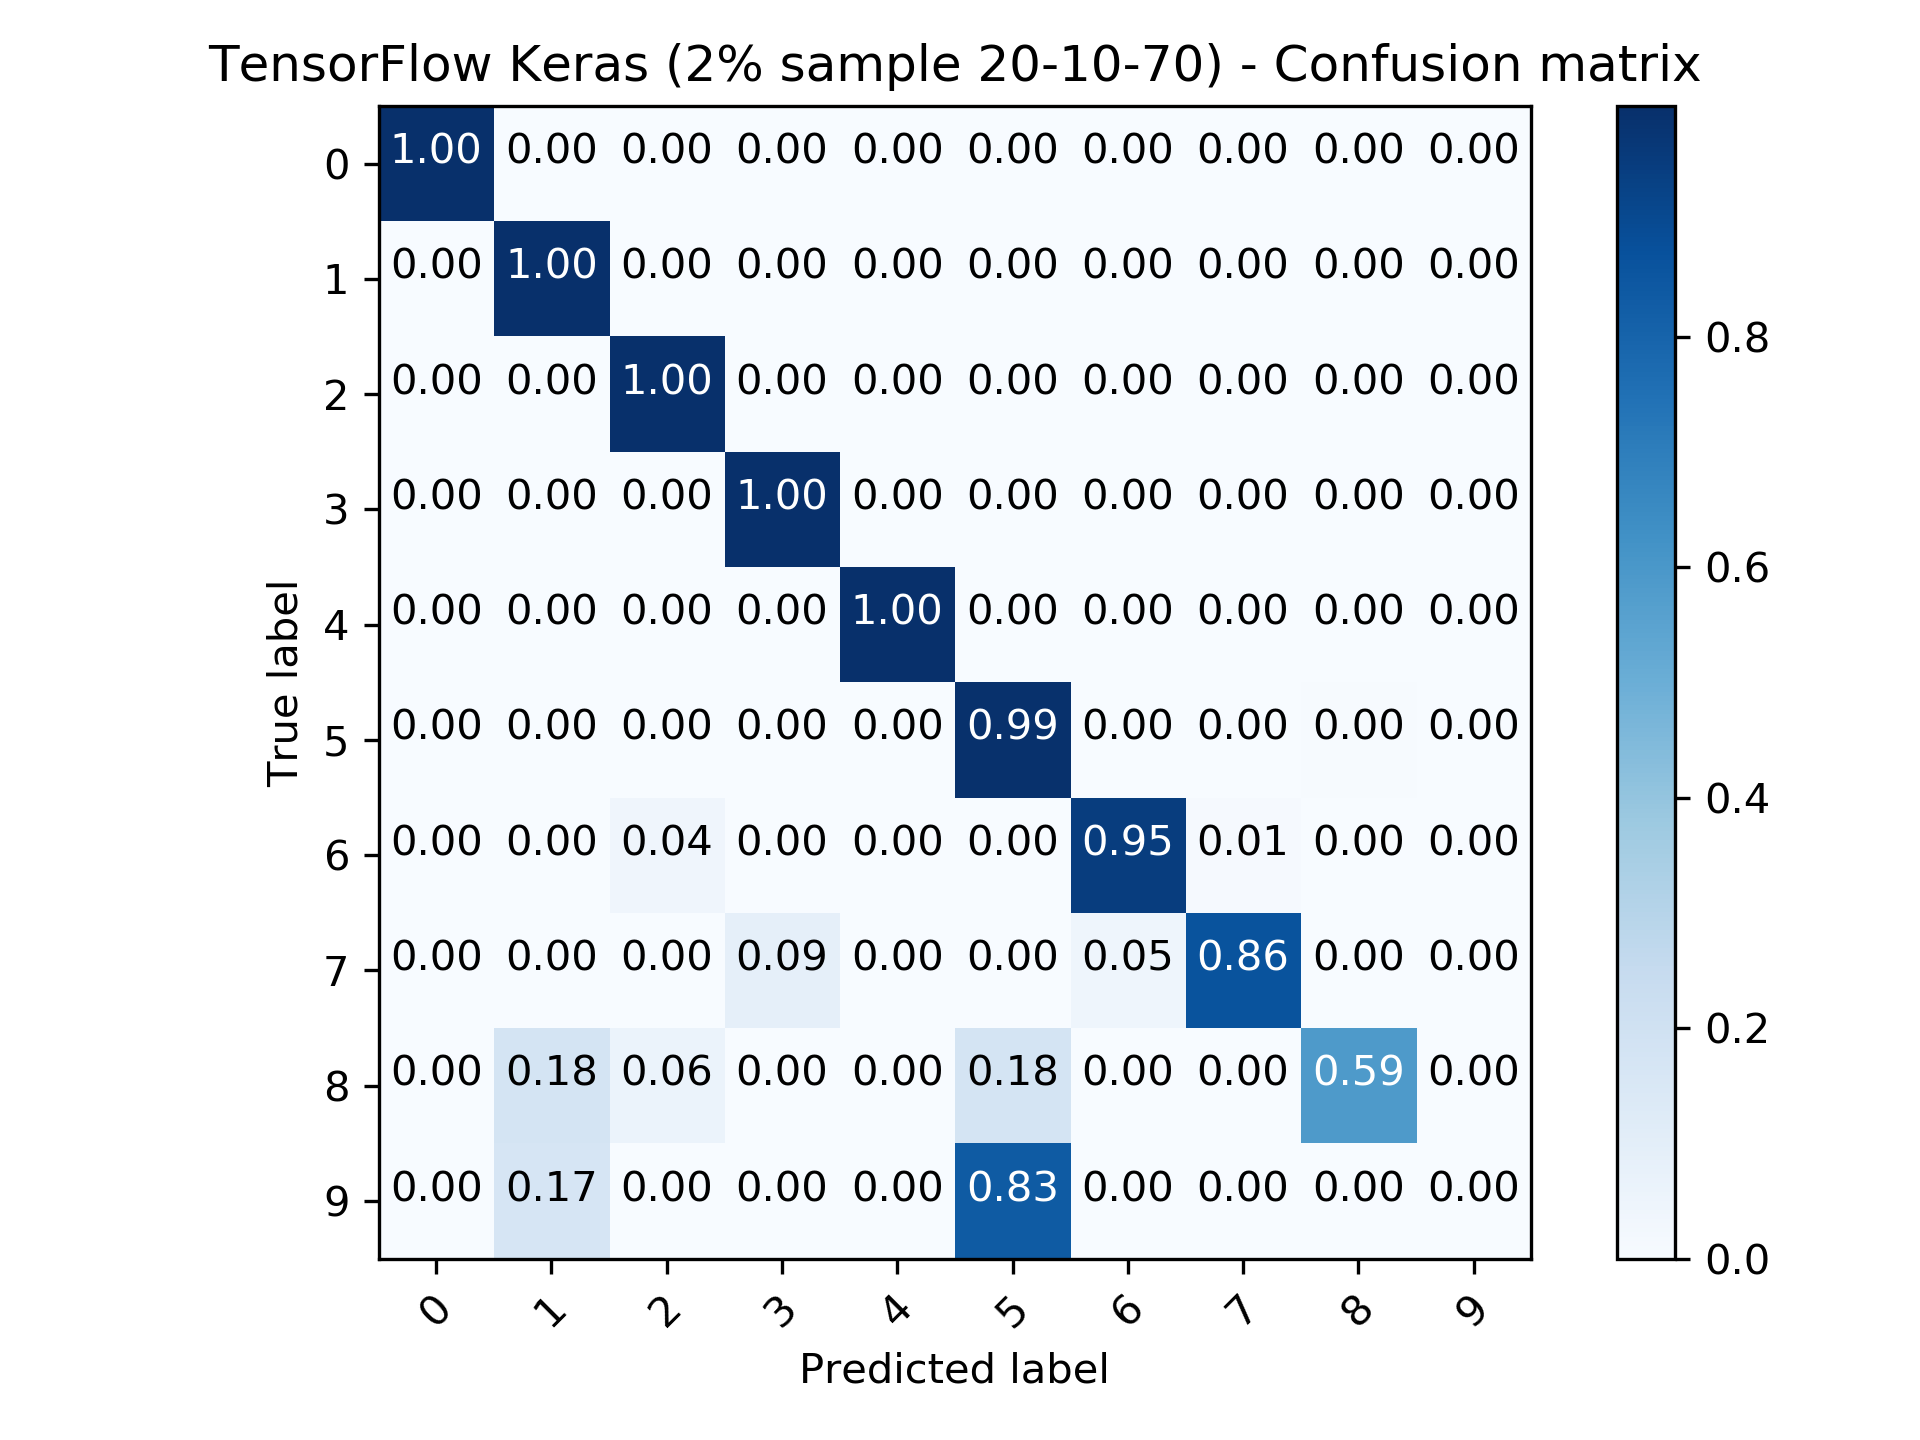 TensorFlow Keras (2% sample 20-10-70) - Confusion matrix
0 1.00 0.00 0.00 0.00 0.00 0.00 0.00 0.00 0.00 0.00
1 0.00 1.00 0.00 0.00 0.00 0.00 0.00 0.00 0.00 0.00
2 0.00 0.00 1.00 0.00 0.00 0.00 0.00 0.00 0.00 0.00
3 0.00 0.00 0.00 1.00 0.00 0.00 0.00 0.00 0.00 0.00
4 0.00 0.00 0.00 0.00 1.00 0.00 0.00 0.00 0.00 0.00
5 0.00 0.00 0.00 0.00 0.00 0.99 0.00 0.00 0.00 0.00
6 0.00 0.00 0.04 0.00 0.00 0.00 0.95 0.01 0.00 0.00
7 0.00 0.00 0.00 0.09 0.00 0.00 0.05 0.86 0.00 0.00
8 0.00 0.18 0.06 0.00 0.00 0.18 0.00 0.00 0.59 0.00
9 0.00 0.17 0.00 0.00 0.00 0.83 0.00 0.00 0.00 0.00
0 1 2 3 4 5 6 7 8 9
Predicted label
True label
0.8
0.6
0.4
0.2
0.0